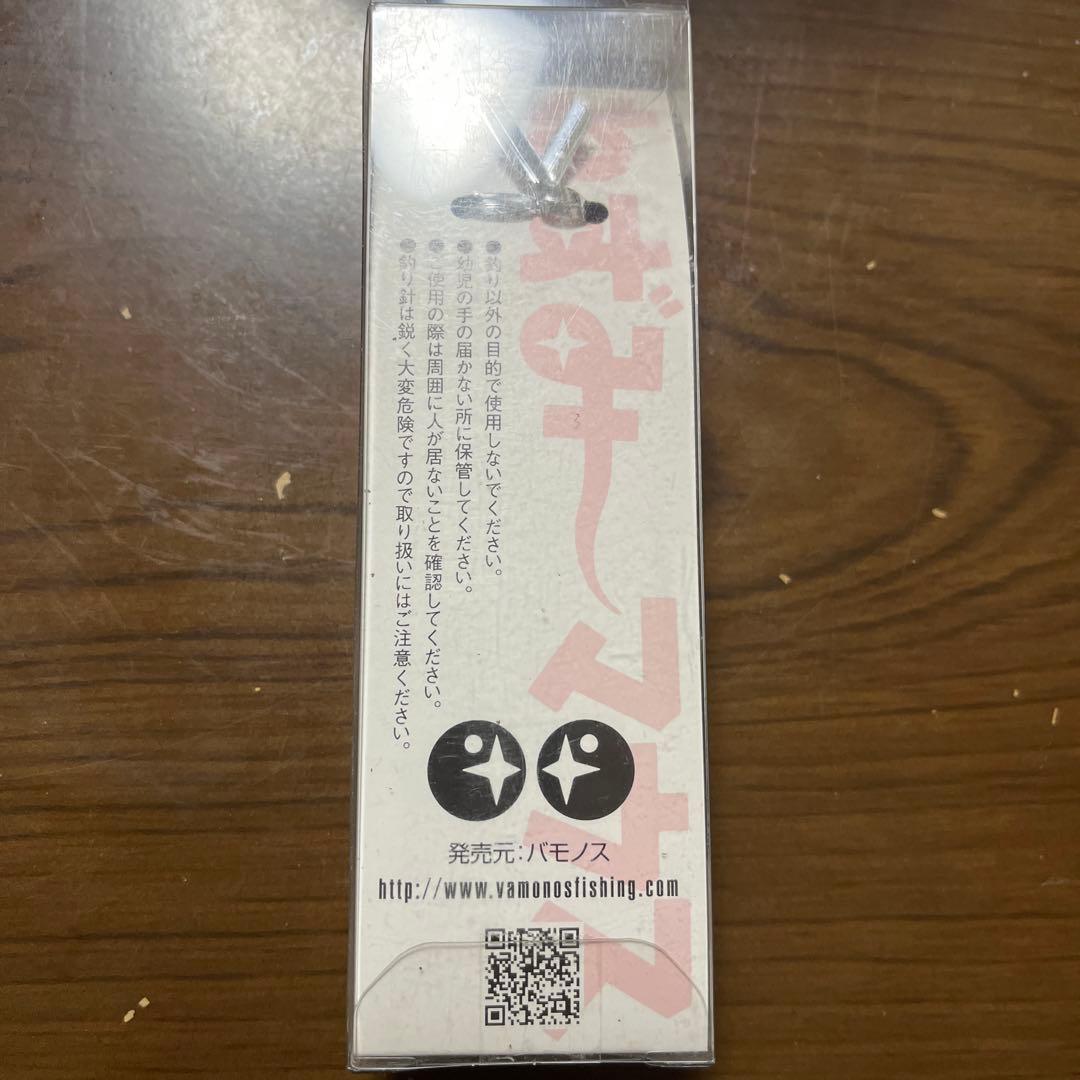 ●釣り以外の目的で使用しないでください。
●幼児の手の届かない所に保管してください。
●ご使用の際は周囲に人が居ないことを確認してください。
●釣り針は鋭く大変危険ですので取り扱いにはご注意ください。
発売元:バモノス
http://www.vamonosfishing.com